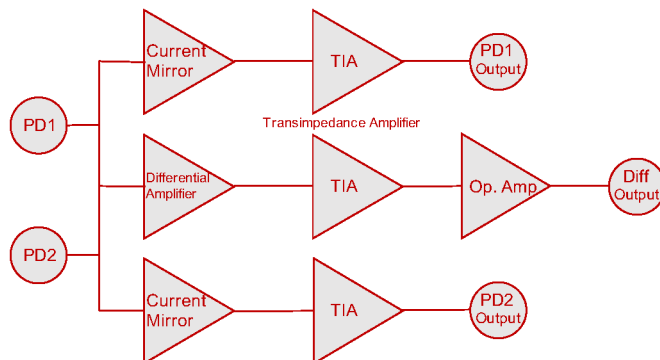 Current
Mirror
TIA
PD1
Output
PD1
Transimpedance Amplifier
Differential
Amplifier
TIA
Op. Amp
Diff
Output
PD2
Current
Mirror
TIA
PD2
Output